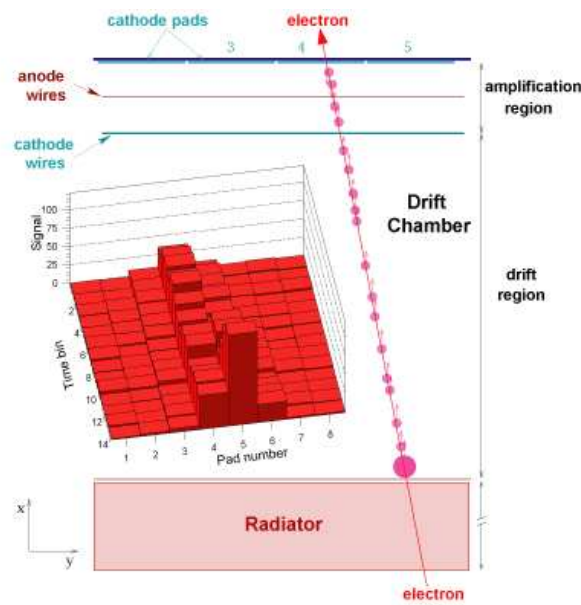 electron
cathode pads
3 4 5
anode
wires
amplification
region
cathode
wires
Drift
Chamber
drift
region
Signal
100
75
50
25
0
2
4
6
8
10
12
14
Time bin
1 2 3 4 5 6 7 8
Pad number
Radiator
x
y
electron